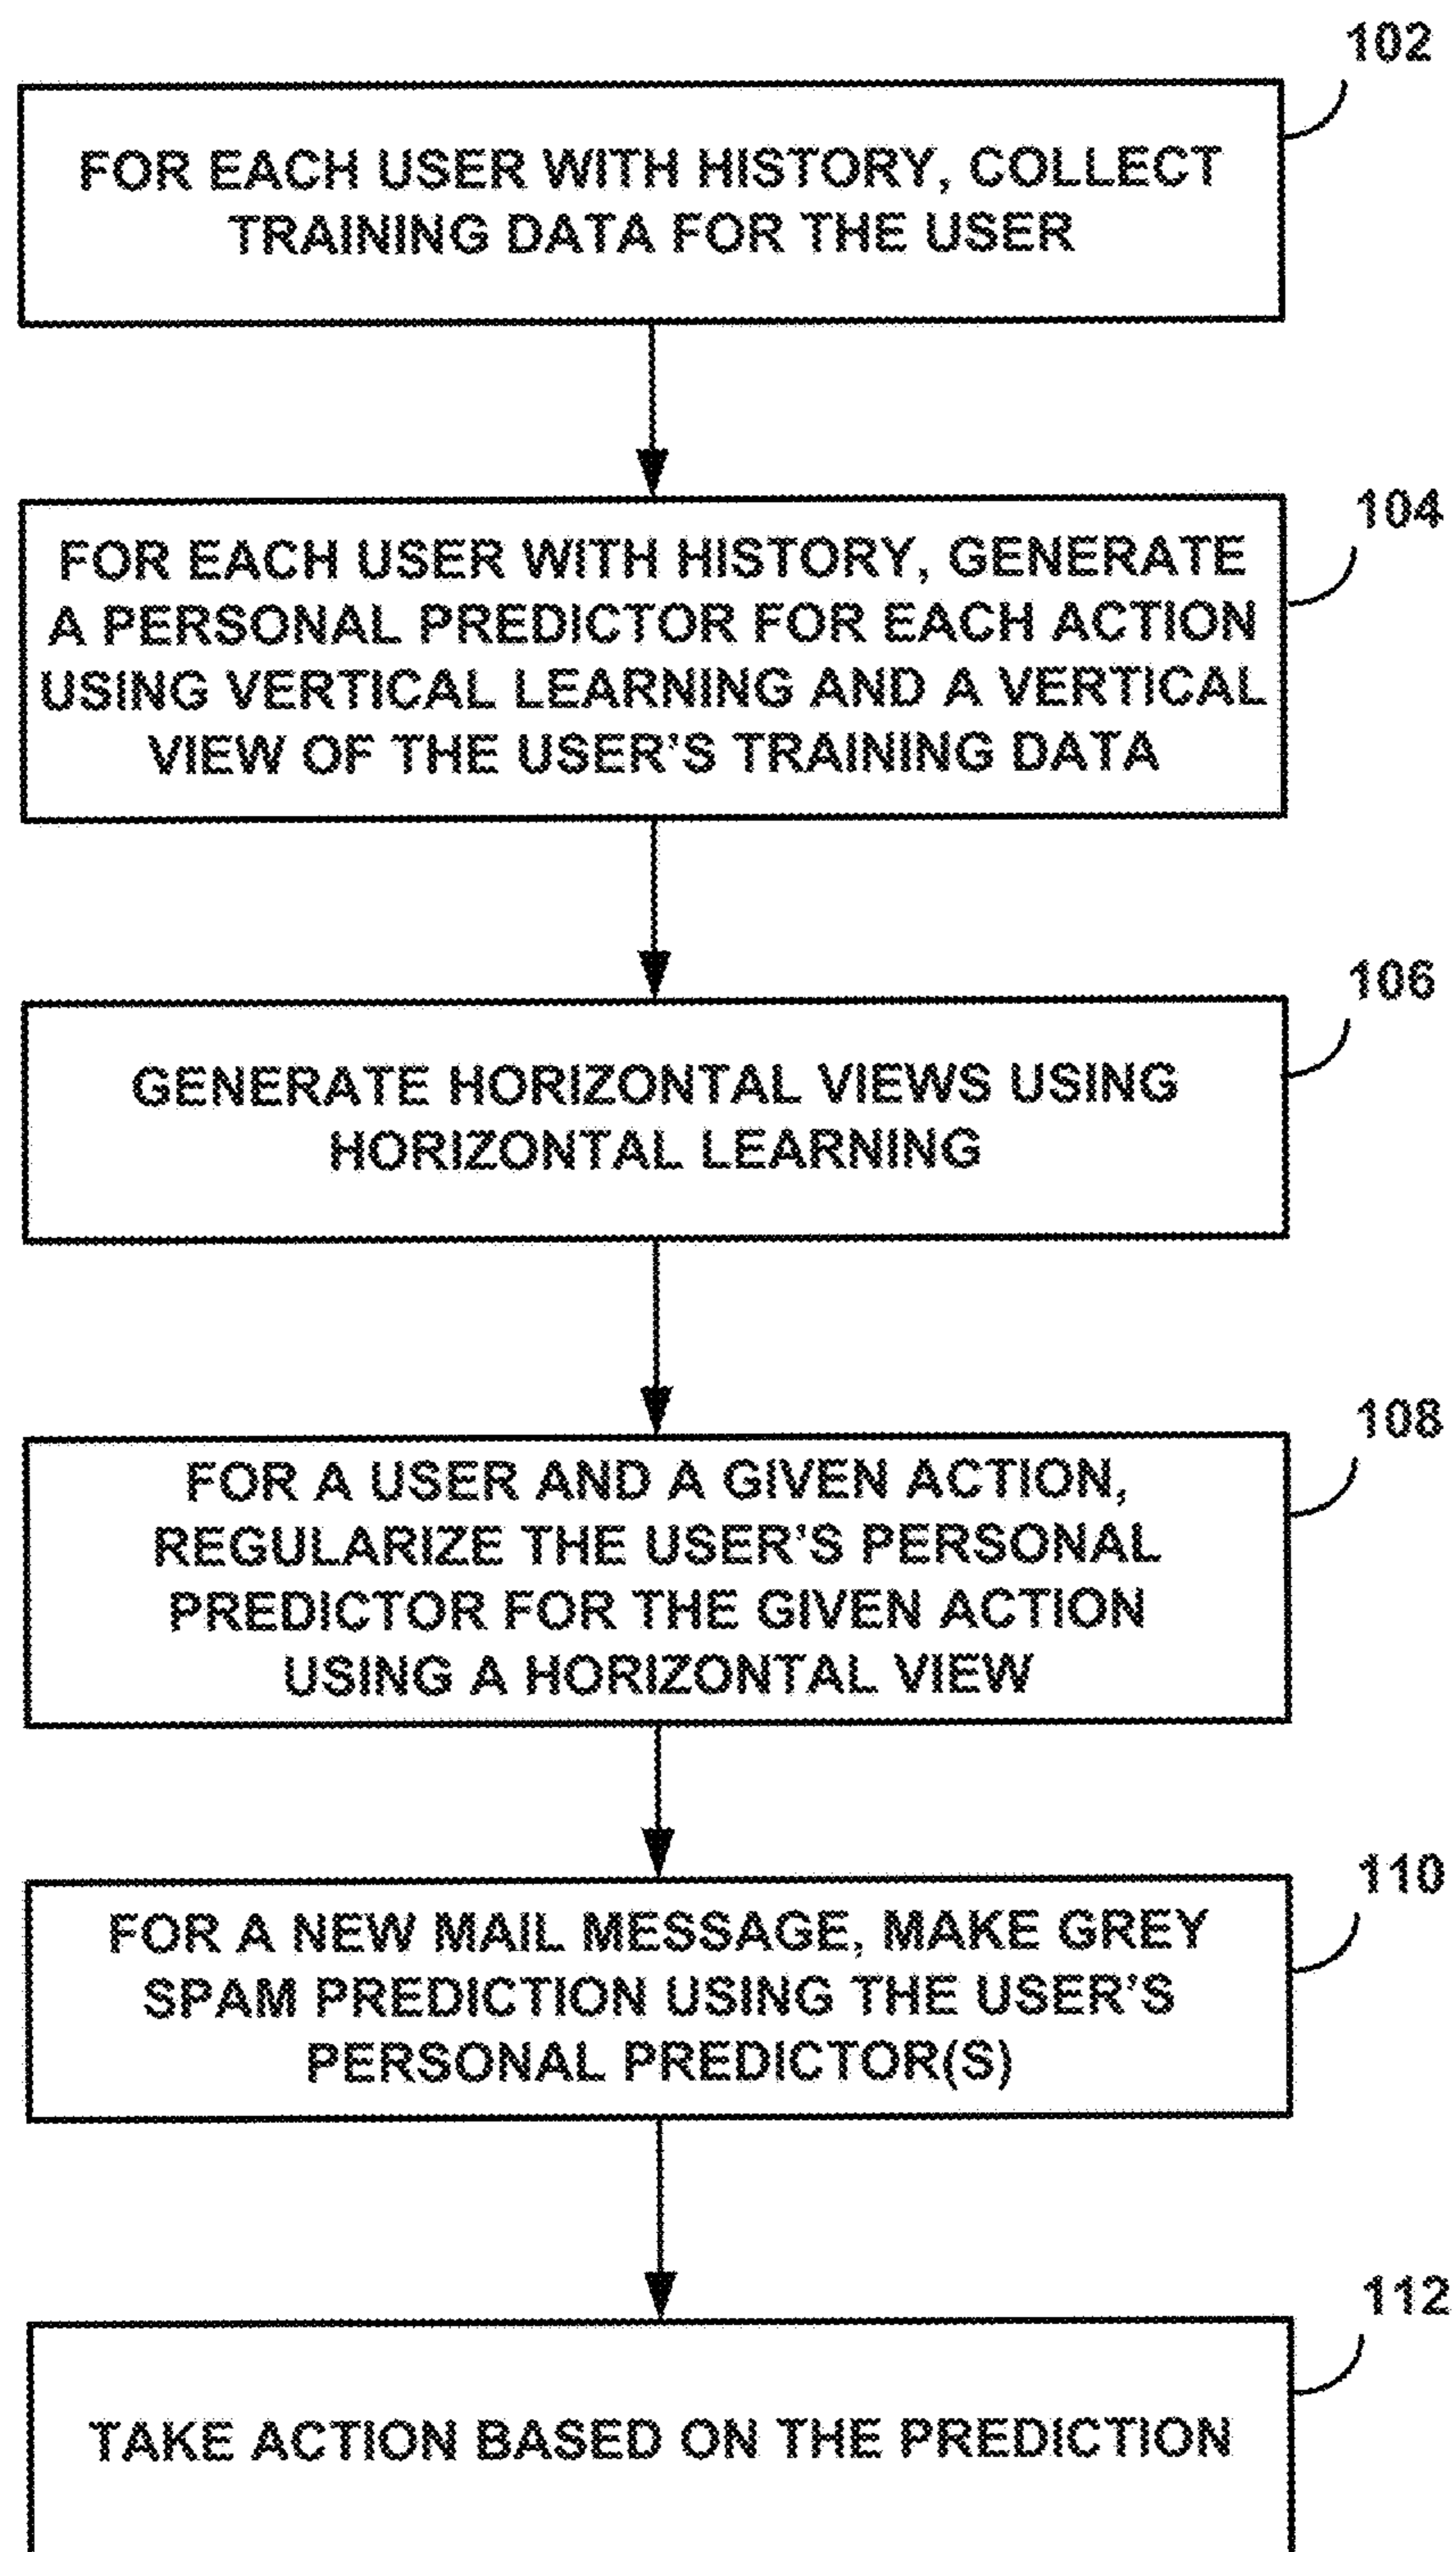 102
FOR EACH USER WITH HISTORY, COLLECT
TRAINING DATA FOR THE USER
104
FOR EACH USER WITH HISTORY, GENERATE
A PERSONAL PREDICTOR FOR EACH ACTION
USING VERTICAL LEARNING AND A VERTICAL
VIEW OF THE USER'S TRAINING DATA
106
GENERATE HORIZONTAL VIEWS USING
HORIZONTAL LEARNING
108
FOR A USER AND A GIVEN ACTION,
REGULARIZE THE USER'S PERSONAL
PREDICTOR FOR THE GIVEN ACTION
USING A HORIZONTAL VIEW
110
FOR A NEW MAIL MESSAGE, MAKE GREY
SPAM PREDICTION USING THE USER'S
PERSONAL PREDICTOR(S)
112
TAKE ACTION BASED ON THE PREDICTION